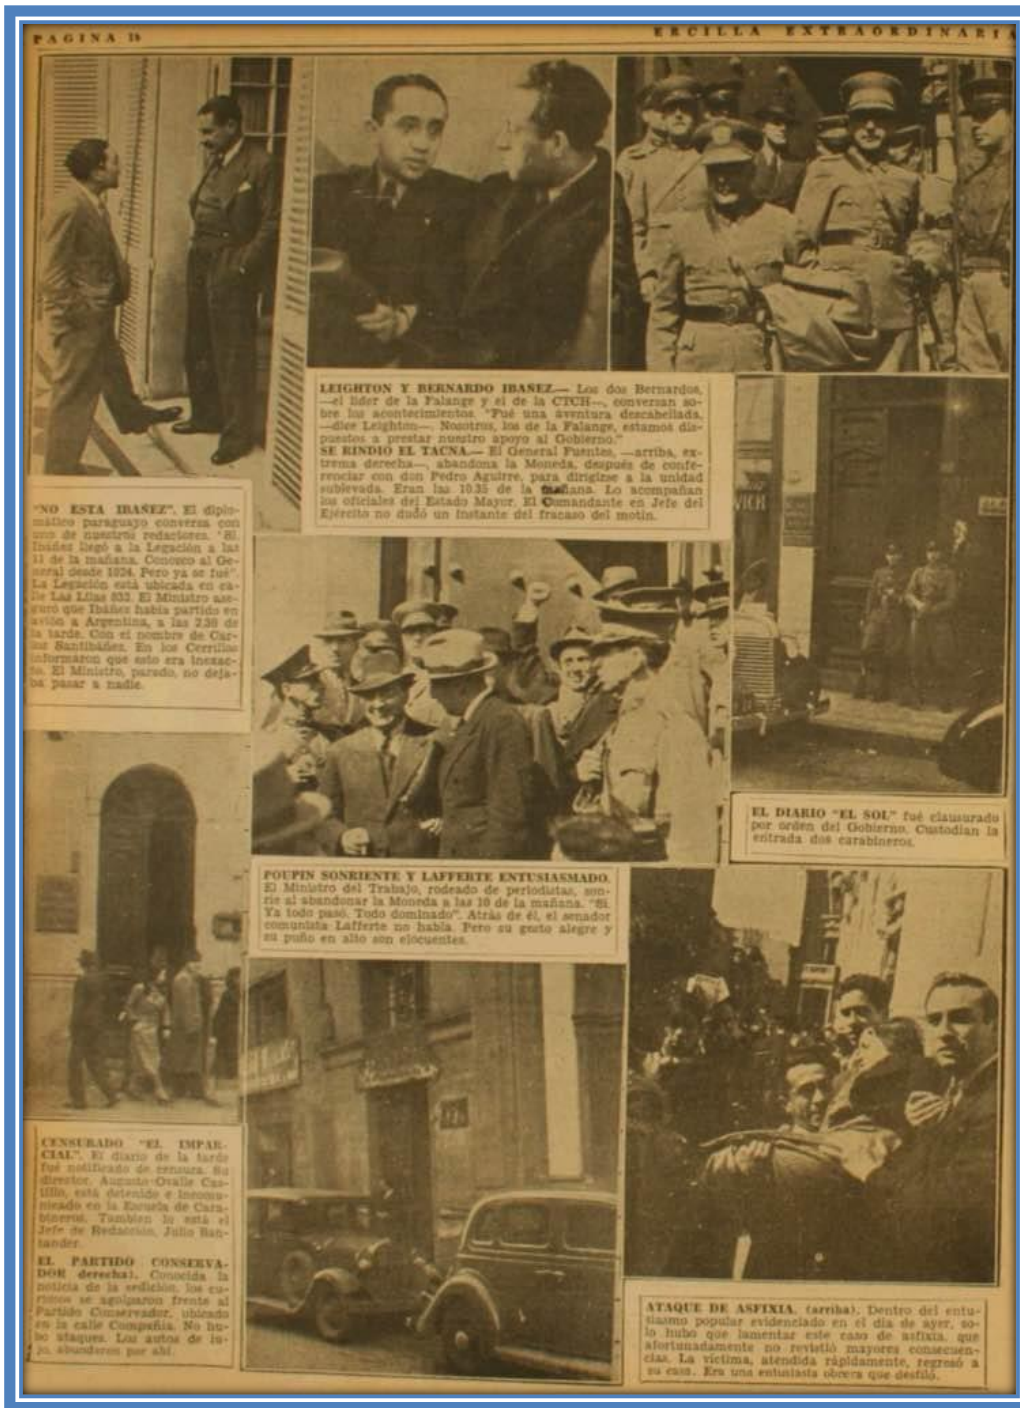 PAGINA 16
ERCILLA EXTRAORDINARIA
LEIGHTON Y BERNARDO IBAÑEZ.— Los dos Bernardos,
—el líder de la Falange y el de la CTCH—, conversan so-
bre los acontecimientos. "Fué una aventura descabellada,
—dice Leighton—. Nosotros, los de la Falange, estamos dis-
puestos a prestar nuestro apoyo al Gobierno."
SE RINDIO EL TACNA.— El General Fuentes, —arriba, ex-
trema derecha—, abandona la Moneda, después de confe-
renciar con don Pedro Aguirre, para dirigirse a la unidad
sublevada. Eran las 10.35 de la mañana. Lo acompañan
los oficiales del Estado Mayor. El Comandante en Jefe del
Ejército no dudó un instante del fracaso del motín.
"NO ESTA IBAÑEZ". El diplo-
mático paraguayo conversa con
uno de nuestros redactores. "Sí.
Ibáñez llegó a la Legación a las
11 de la mañana. Conozco al Ge-
neral desde 1924. Pero ya se fué".
La Legación está ubicada en ca-
lle Las Lilas 832. El Ministro ase-
guró que Ibáñez había partido en
avión a Argentina, a las 2.30 de
la tarde. Con el nombre de Car-
los Santibáñez. En los Cerrillos
informaron que esto era inexac-
to. El Ministro, parado, no deja-
ba pasar a nadie.
EL DIARIO "EL SOL" fué clausurado
por orden del Gobierno. Custodian la
entrada dos carabineros.
POUPIN SONRIENTE Y LAFFERTE ENTUSIASMADO.
El Ministro del Trabajo, rodeado de periodistas, son-
ríe al abandonar la Moneda a las 10 de la mañana. "Sí.
Ya todo pasó. Todo dominado". Atrás de él, el senador
comunista Lafferte no habla. Pero su gesto alegre y
su puño en alto son elocuentes.
CENSURADO "EL IMPAR-
CIAL". El diario de la tarde
fué notificado de censura. Su
director, Augusto Ovalle Cas-
tillo, está detenido e incomu-
nicado en la Escuela de Cara-
bineros. También lo está el
Jefe de Redacción, Julio San-
tander.
EL PARTIDO CONSERVA-
DOR derecha). Conocida la
noticia de la sedición, los cu-
riosos se agolparon frente al
Partido Conservador, ubicado
en la calle Compañía. No hu-
bo ataques. Los autos de lu-
jo, abundaron por ahí.
ATAQUE DE ASFIXIA. (arriba). Dentro del entu-
siasmo popular evidenciado en el día de ayer, só-
lo hubo que lamentar este caso de asfixia, que
afortunadamente no revistió mayores consecuen-
cias. La víctima, atendida rápidamente, regresó a
su casa. Era una entusiasta obrera que desfiló.